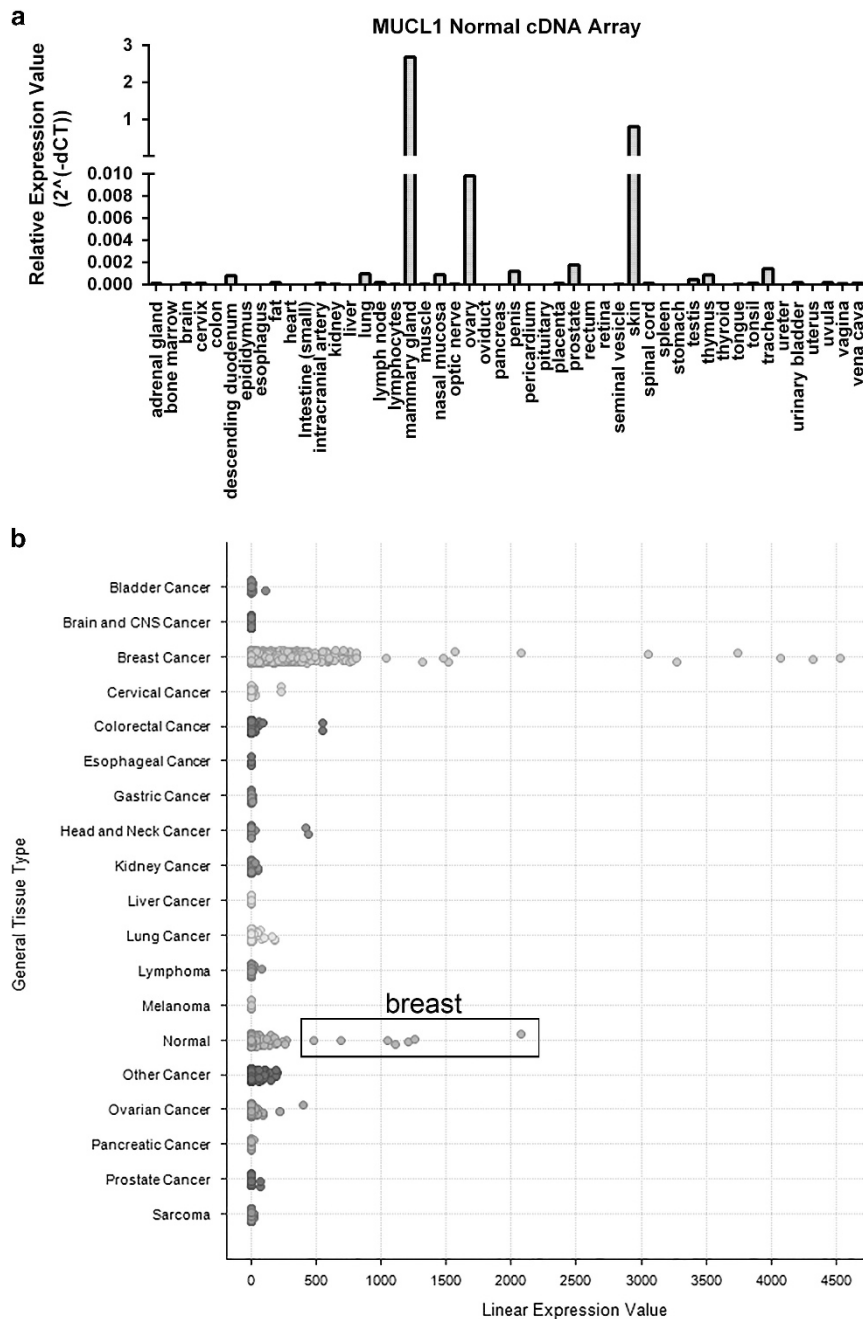 a
MUCL1 Normal cDNA Array
Relative Expression Value
(2^(-dCT))
3
2
1
0.010
0.008
0.006
0.004
0.002
0.000
adrenal gland
bone marrow
brain
cervix
colon
descending duodenum
epididymus
esophagus
fat
heart
Intestine (small)
intracranial artery
kidney
liver
lung
lymph node
lymphocytes
mammary gland
muscle
nasal mucosa
optic nerve
ovary
oviduct
pancreas
penis
pericardium
pituitary
placenta
prostate
rectum
retina
seminal vesicle
skin
spinal cord
spleen
stomach
testis
thymus
thyroid
tongue
tonsil
trachea
ureter
urinary bladder
uterus
uvula
vagina
vena cava
b
General Tissue Type
Bladder Cancer
Brain and CNS Cancer
Breast Cancer
Cervical Cancer
Colorectal Cancer
Esophageal Cancer
Gastric Cancer
Head and Neck Cancer
Kidney Cancer
Liver Cancer
Lung Cancer
Lymphoma
Melanoma
breast
Normal
Other Cancer
Ovarian Cancer
Pancreatic Cancer
Prostate Cancer
Sarcoma
0 500 1000 1500 2000 2500 3000 3500 4000 4500
Linear Expression Value